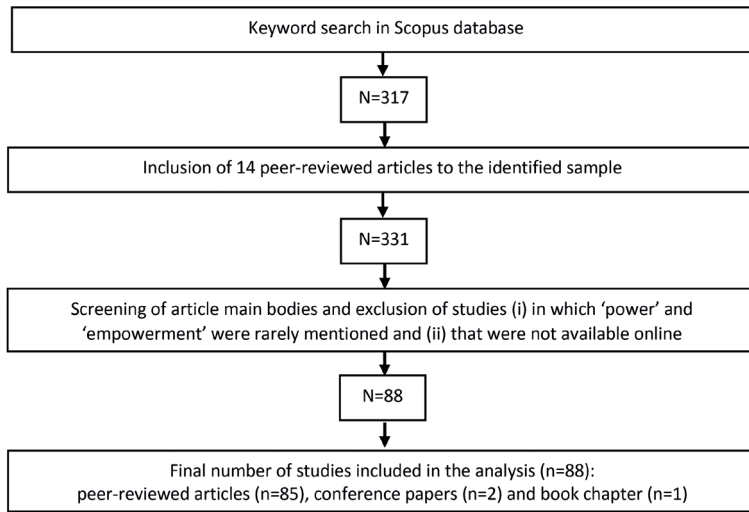 Keyword search in Scopus database
N=317
Inclusion of 14 peer-reviewed articles to the identified sample
N=331
Screening of article main bodies and exclusion of studies (i) in which ‘power’ and
‘empowerment’ were rarely mentioned and (ii) that were not available online
N=88
Final number of studies included in the analysis (n=88):
peer-reviewed articles (n=85), conference papers (n=2) and book chapter (n=1)